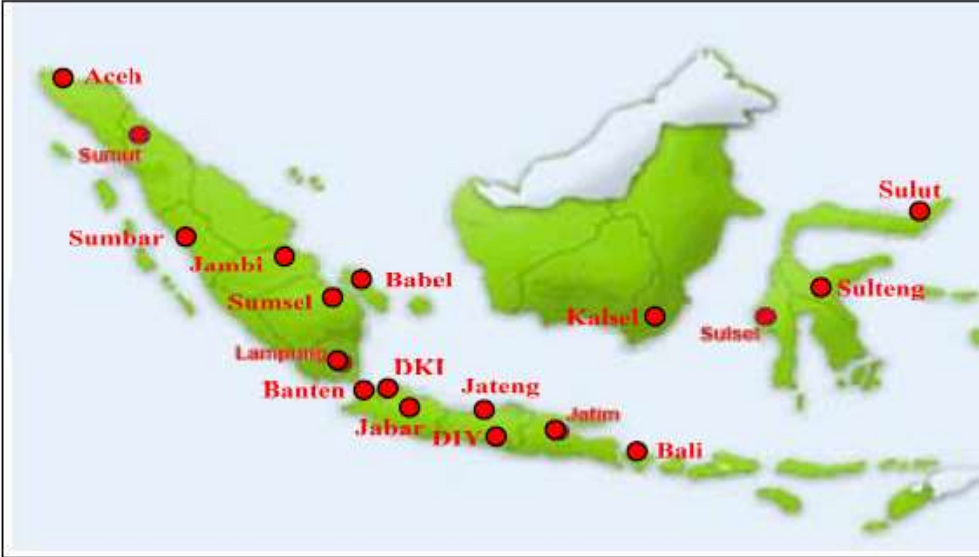 Aceh
Sumut
Sulut
Sumbar
Jambi
Babel
Sulteng
Sumsel
Kalsel
Sulsel
Lampung
DKI
Banten
Jateng
Jabar
Jatim
DIY
Bali